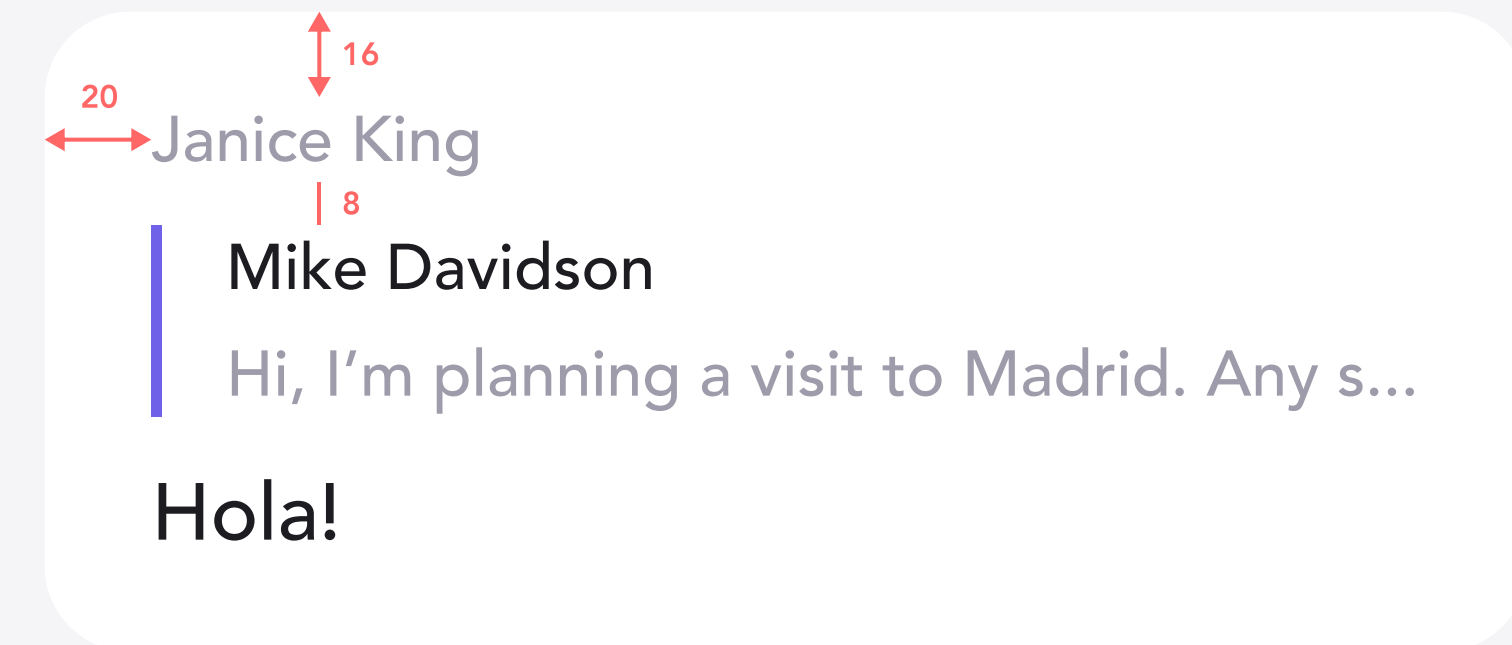 16
20
Janice King
8
Mike Davidson
Hi, I’m planning a visit to Madrid. Any s...
Hola!